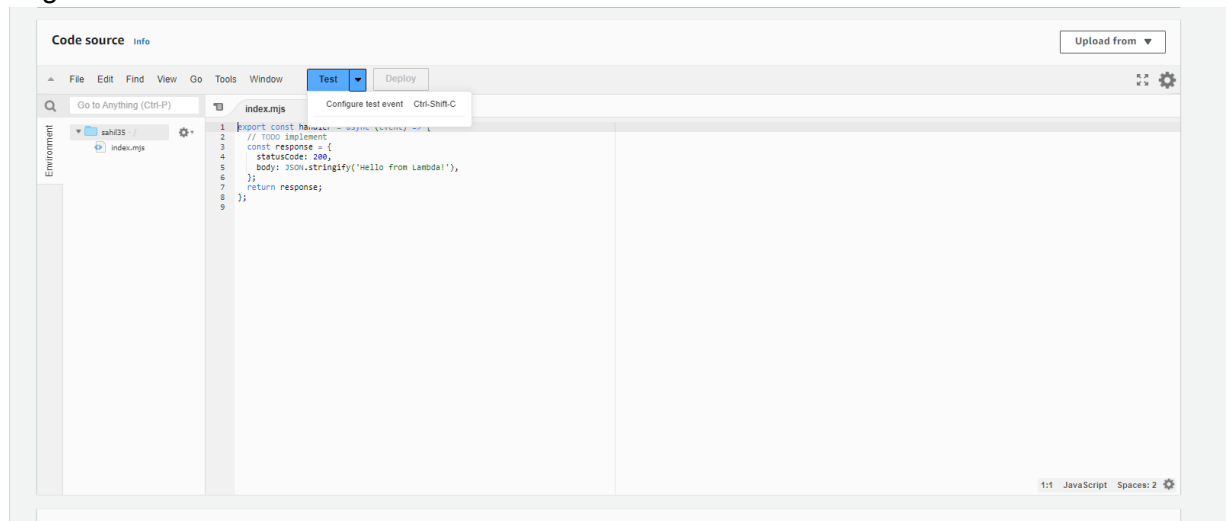 Code source Info
Upload from
File Edit Find View Go Tools Window Test Deploy
Go to Anything (Ctrl-P)
index.mjs
Configure test event Ctrl-Shift-C
Environment
sahil35 - /
index.mjs
1 export const handler = async (event) => {
2 // TODO implement
3 const response = {
4 statusCode: 200,
5 body: JSON.stringify('Hello from Lambda!'),
6 };
7 return response;
8 };
9
1:1 JavaScript Spaces: 2